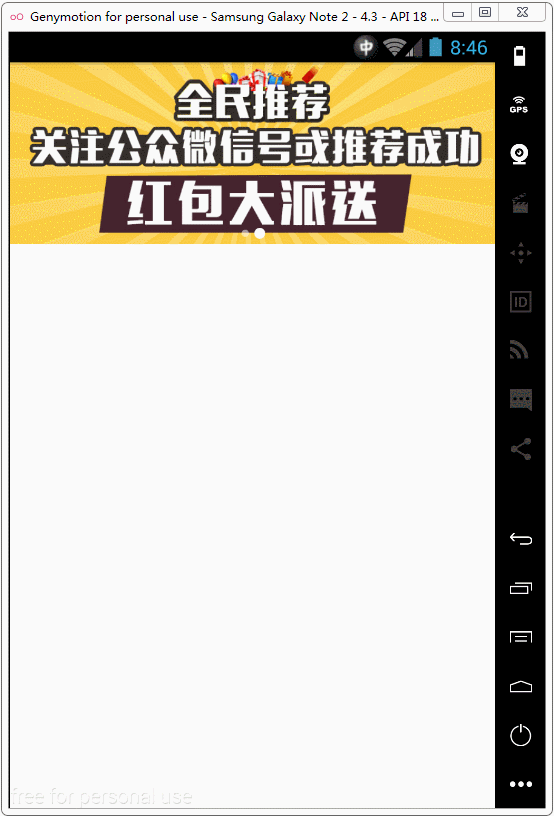 Genymotion for personal use - Samsung Galaxy Note 2 - 4.3 - API 18 ...
中 8:46
GPS
全民推荐
关注公众微信号或推荐成功
红包大派送
ID
free for personal use